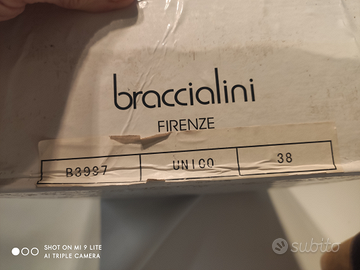 braccialini
FIRENZE
B3997 UNICO 38
SHOT ON MI 9 LITE
AI TRIPLE CAMERA
subito